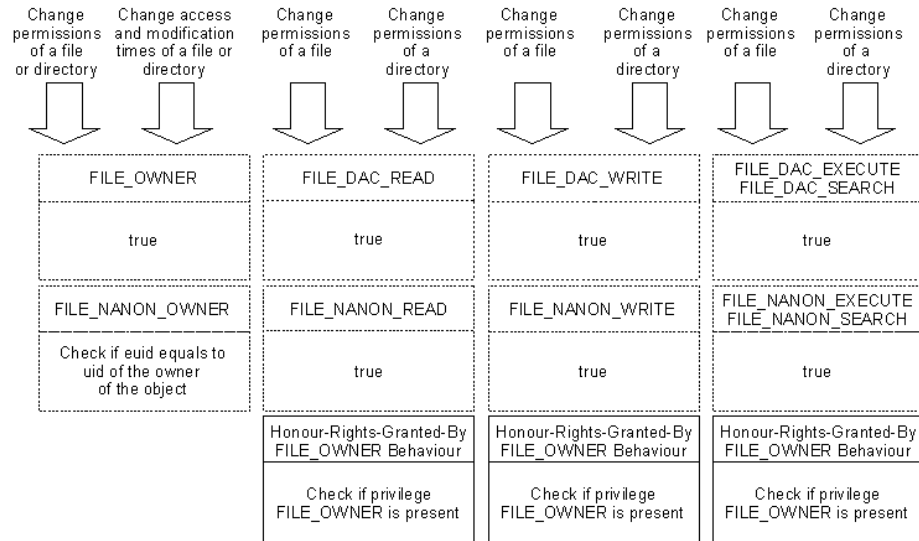 Change
permissions
of a file
or directory
Change access
and modification
times of a file or
directory
Change
permissions
of a file
Change
permissions
of a
directory
Change
permissions
of a file
Change
permissions
of a
directory
Change
permissions
of a file
Change
permissions
of a
directory
FILE_OWNER
FILE_DAC_READ
FILE_DAC_WRITE
FILE_DAC_EXECUTE
FILE_DAC_SEARCH
true
true
true
true
FILE_NANON_OWNER
FILE_NANON_READ
FILE_NANON_WRITE
FILE_NANON_EXECUTE
FILE_NANON_SEARCH
Check if euid equals to
uid of the owner
of the object
true
true
true
Honour-Rights-Granted-By
FILE_OWNER Behaviour
Honour-Rights-Granted-By
FILE_OWNER Behaviour
Honour-Rights-Granted-By
FILE_OWNER Behaviour
Check if privilege
FILE_OWNER is present
Check if privilege
FILE_OWNER is present
Check if privilege
FILE_OWNER is present